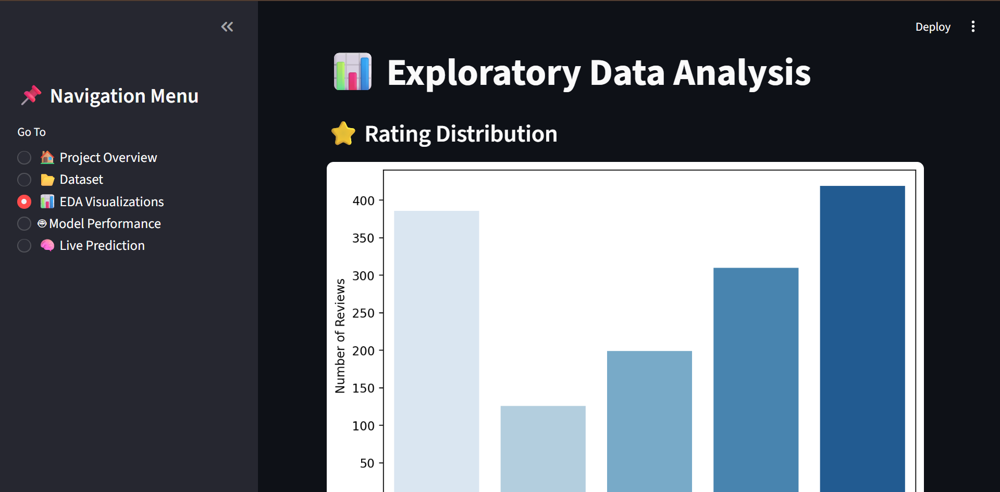 Deploy
Navigation Menu
Go To
Project Overview
Dataset
EDA Visualizations
Model Performance
Live Prediction
Exploratory Data Analysis
Rating Distribution
Number of Reviews
400
350
300
250
200
150
100
50